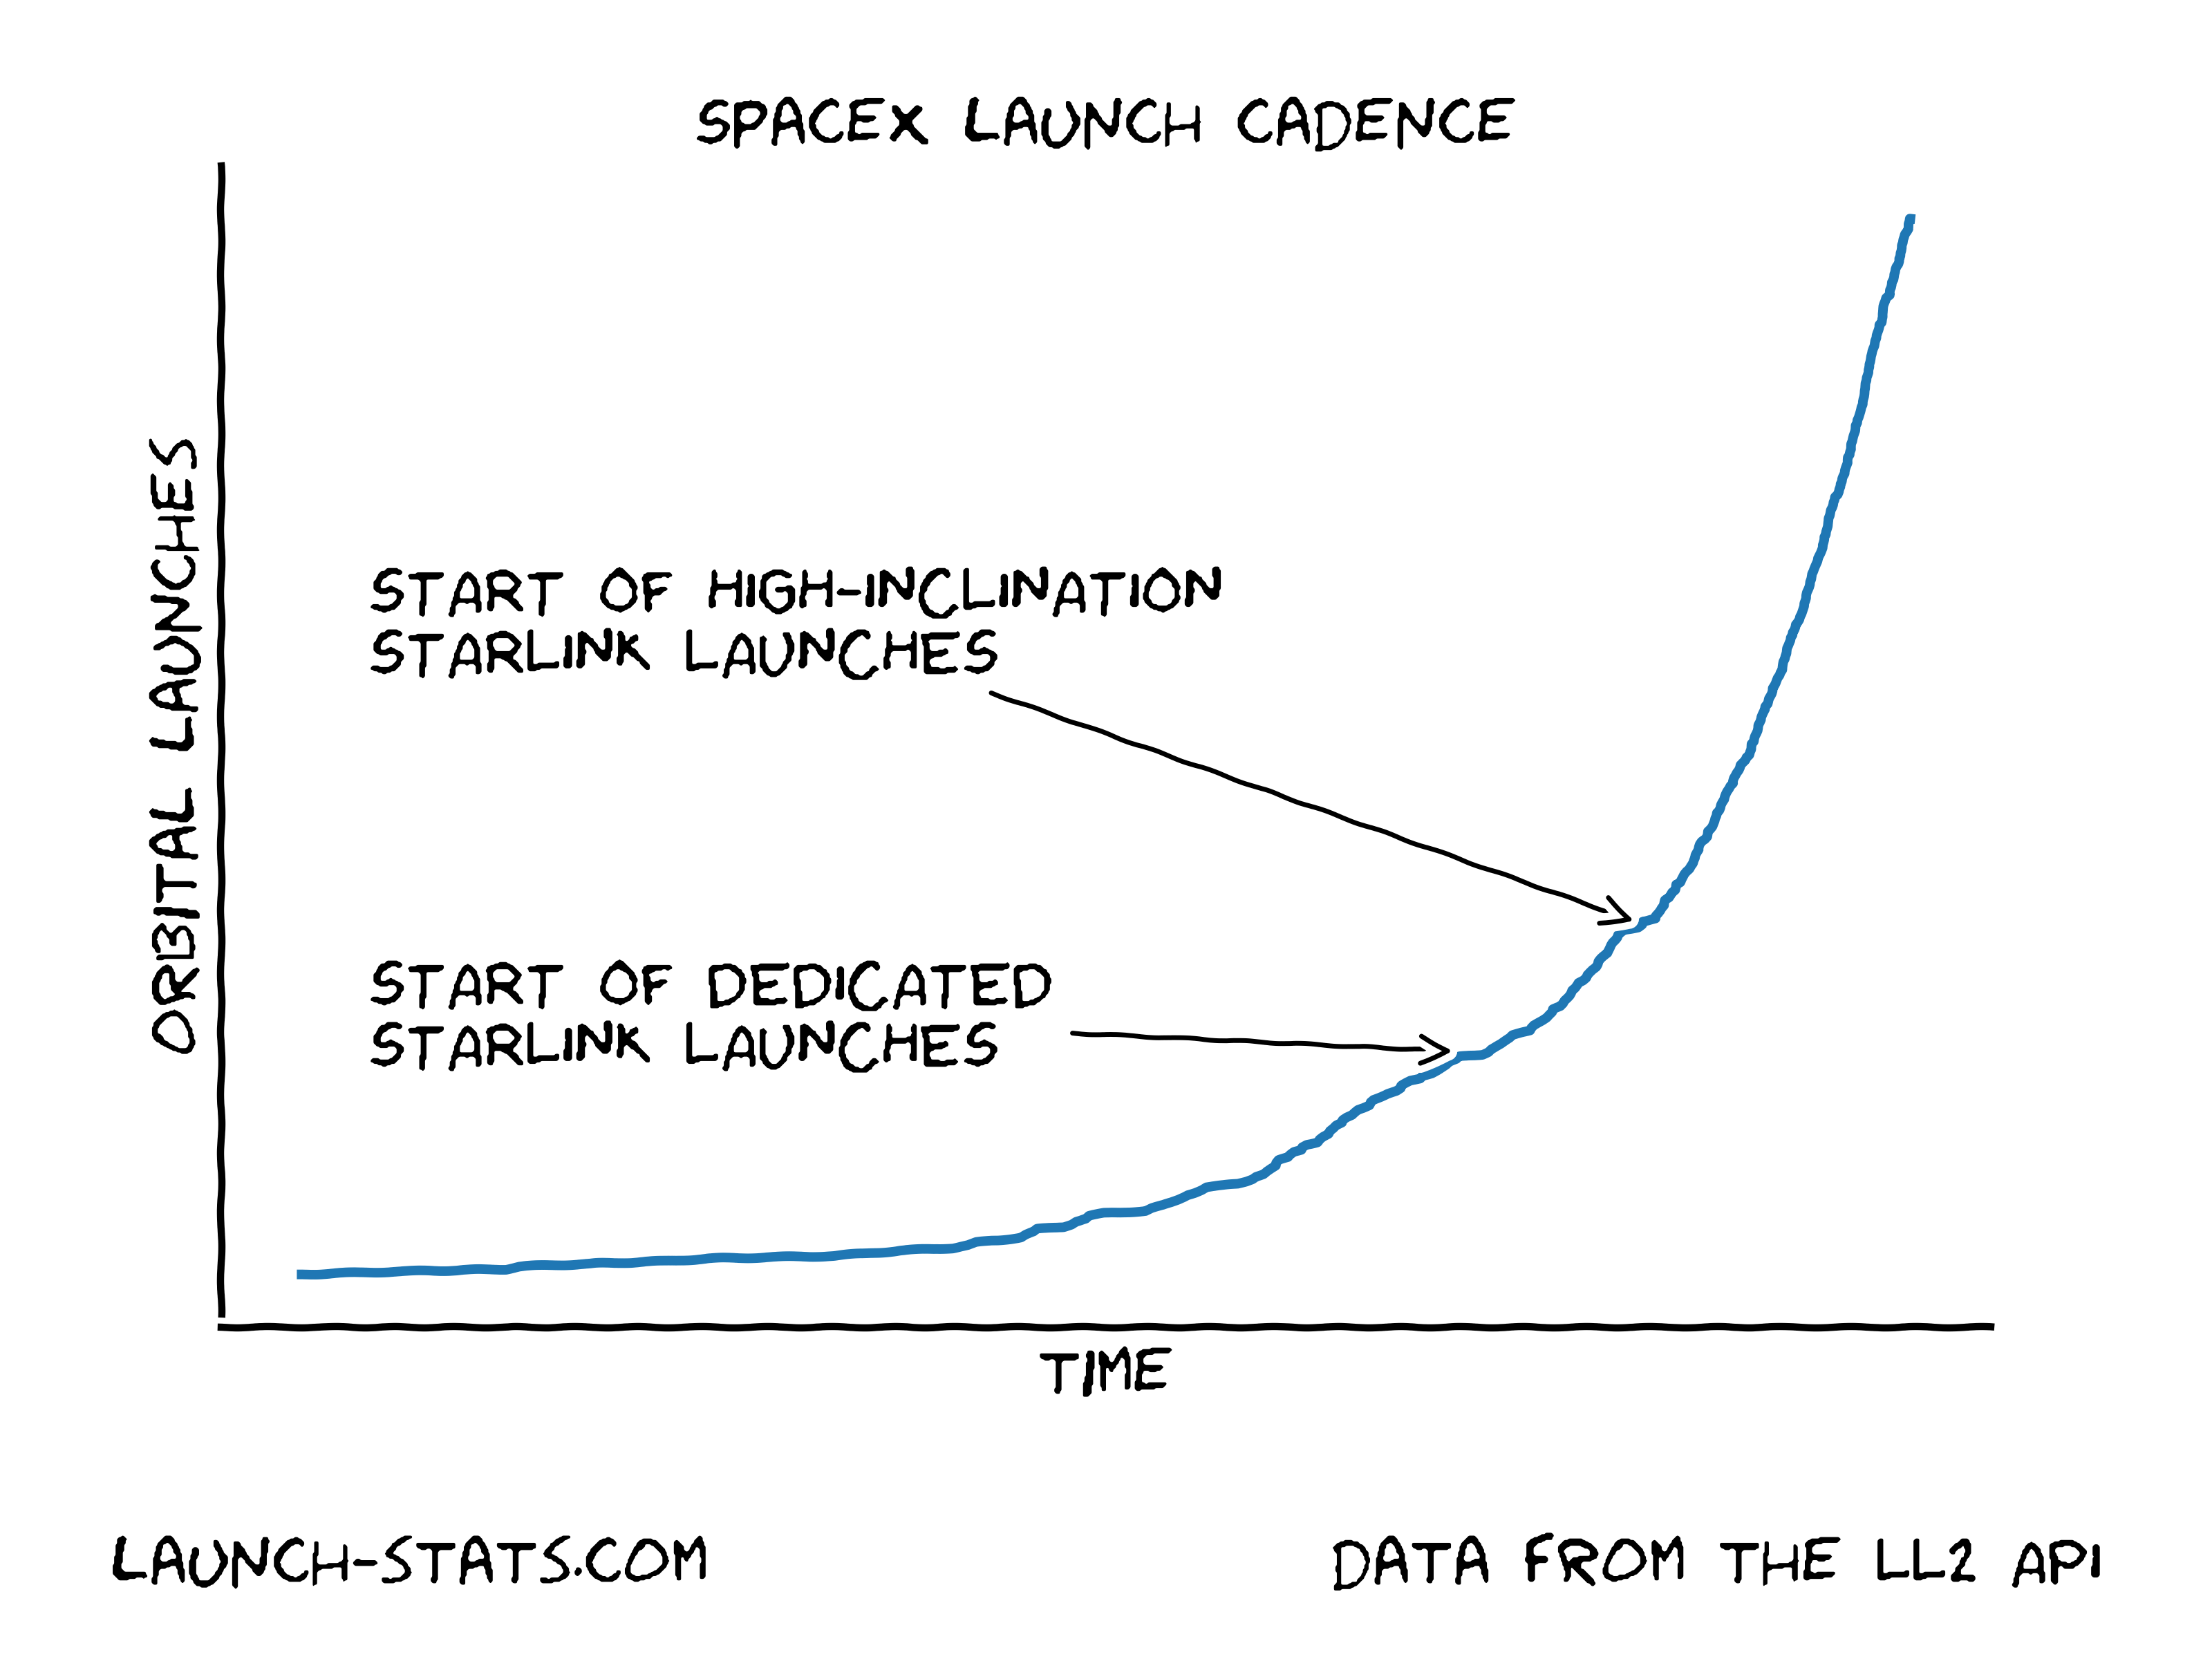 SPACEX LAUNCH CADENCE
ORBITAL LAUNCHES
START OF HIGH-INCLINATION
STARLINK LAUNCHES
START OF DEDICATED
STARLINK LAUNCHES
TIME
LAUNCH-STATS.COM
DATA FROM THE LL2 API